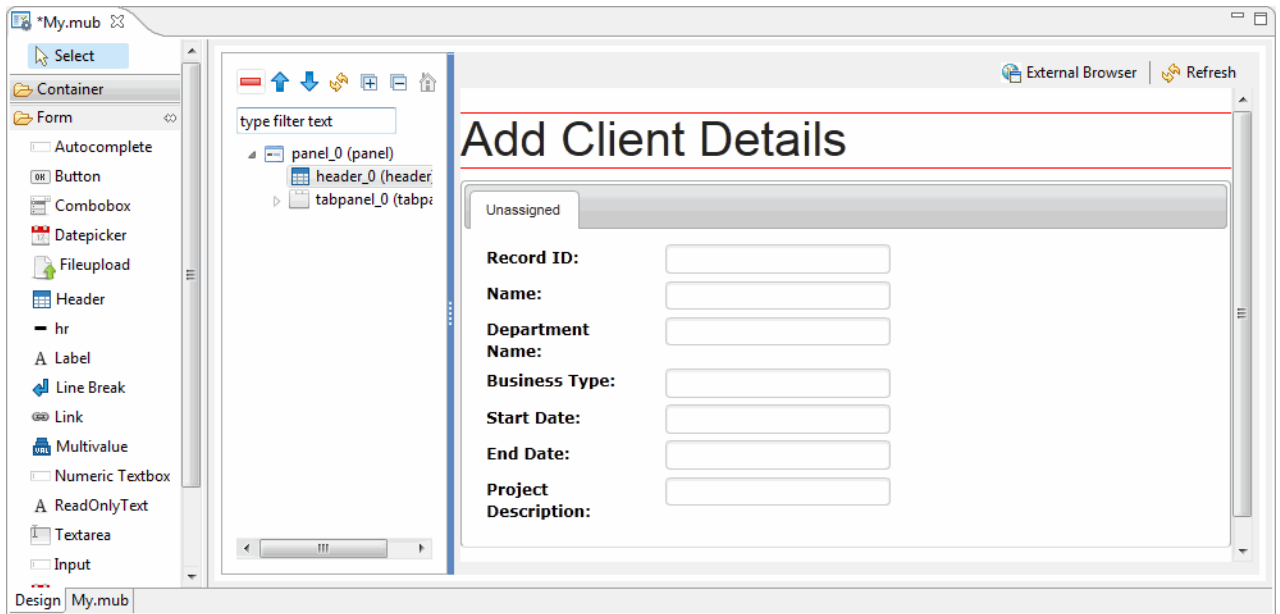 *My.mub
Select
Container
Form
Autocomplete
OK Button
Combobox
Datepicker
Fileupload
Header
hr
A Label
Line Break
Link
URL Multivalue
Numeric Textbox
A ReadOnlyText
Textarea
Input
type filter text
panel_0 (panel)
header_0 (header
tabpanel_0 (tabpa
External Browser
Refresh
Add Client Details
Unassigned
Record ID:
Name:
Department
Name:
Business Type:
Start Date:
End Date:
Project
Description:
Design
My.mub